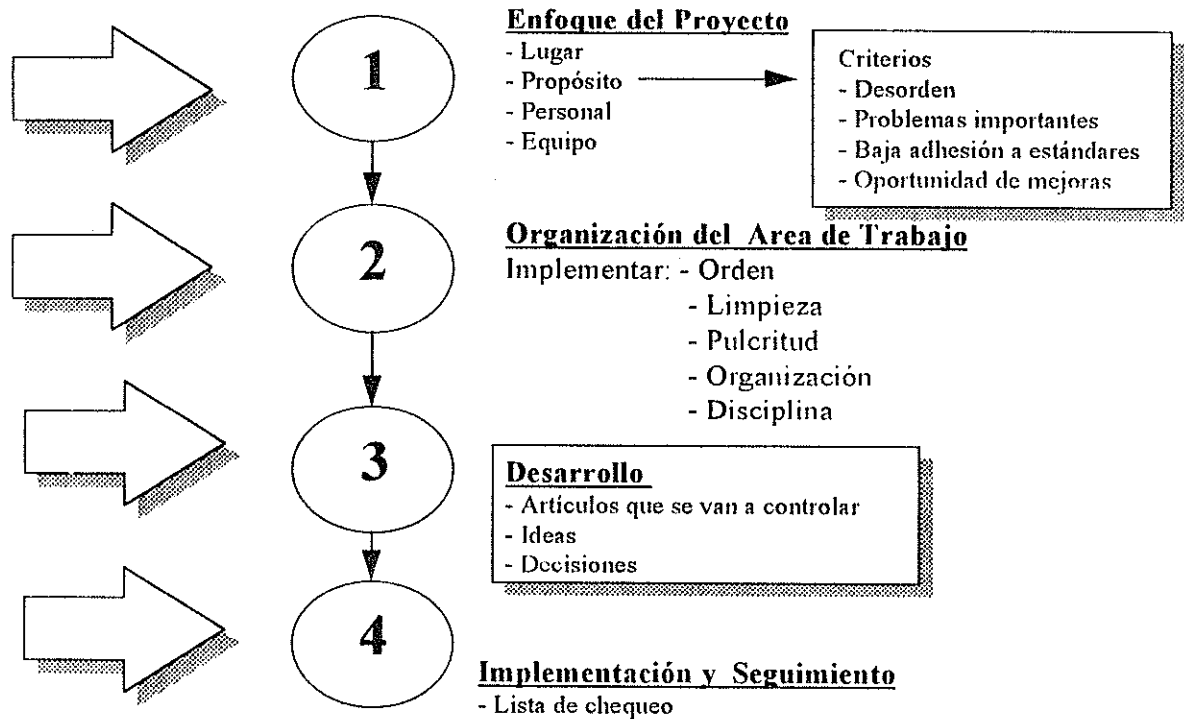 1
Enfoque del Proyecto
- Lugar
- Propósito
- Personal
- Equipo
Criterios
- Desorden
- Problemas importantes
- Baja adhesión a estándares
- Oportunidad de mejoras
2
Organización del Area de Trabajo
Implementar: - Orden
- Limpieza
- Pulcritud
- Organización
- Disciplina
3
Desarrollo
- Artículos que se van a controlar
- Ideas
- Decisiones
4
Implementación y Seguimiento
- Lista de chequeo